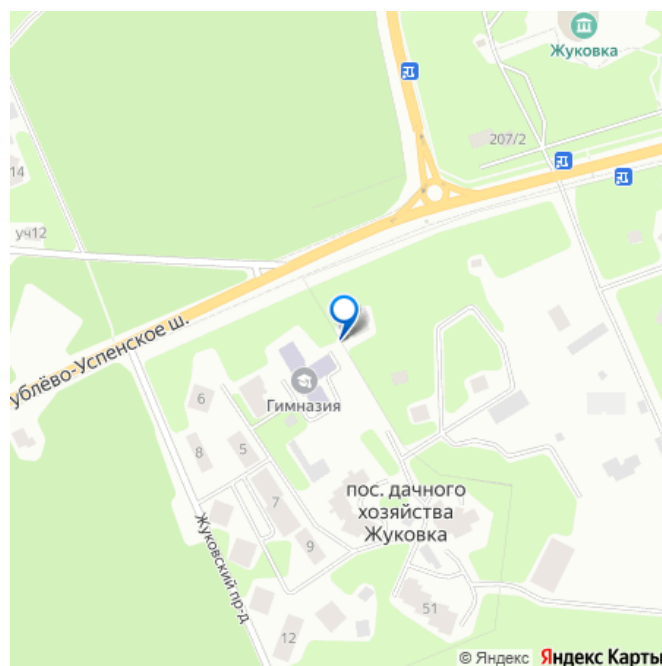 Жуковка
207/2
14
уч12
ублёво-Успенское ш.
Гимназия
6
5
8
7
9
пос. дачного
хозяйства
Жуковка
Жуковский пр-д
51
12
© Яндекс Яндекс Карты